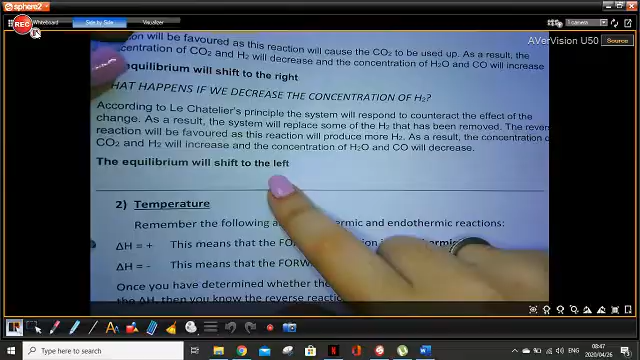 sphere2
REC
Whiteboard
Side by Side
Visualizer
AVerVision U50
Source
ction will be favoured as this reaction will cause the CO₂ to be used up. As a result, the
centration of CO₂ and H₂ will decrease and the concentration of H₂O and CO will increase
equilibrium will shift to the right
HAT HAPPENS IF WE DECREASE THE CONCENTRATION OF H₂?
According to Le Chatelier's principle the system will respond to counteract the effect of the
change. As a result, the system will replace some of the H₂ that has been removed. The rever
reaction will be favoured as this reaction will produce more H₂. As a result, the concentration of
CO₂ and H₂ will increase and the concentration of H₂O and CO will decrease.
The equilibrium will shift to the left
2) Temperature
Remember the following a mic and endothermic reactions:
ΔH = + This means that the FO
ΔH = - This means that the FORW
Once you have determined whether the
the ΔH, then you know the reverse reacti
Type here to search
08:47
ENG
2020/04/26